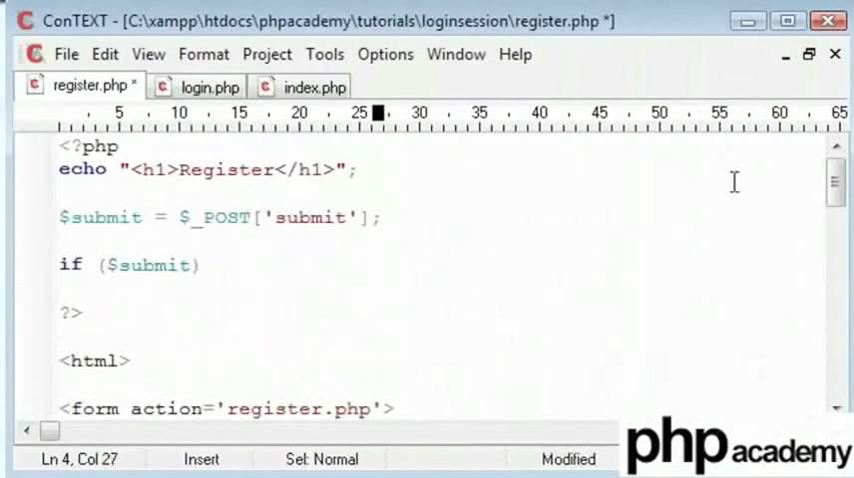 ConTEXT - [C:\xampp\htdocs\phpacademy\tutorials\loginsession\register.php *]
File Edit View Format Project Tools Options Window Help
register.php * login.php index.php
5 10 15 20 25 30 35 40 45 50 55 60 65
<?php
echo "<h1>Register</h1>";
$submit = $_POST['submit'];
if ($submit)
?>
<html>
<form action='register.php'>
Ln 4, Col 27 Insert Sel: Normal Modified
php academy